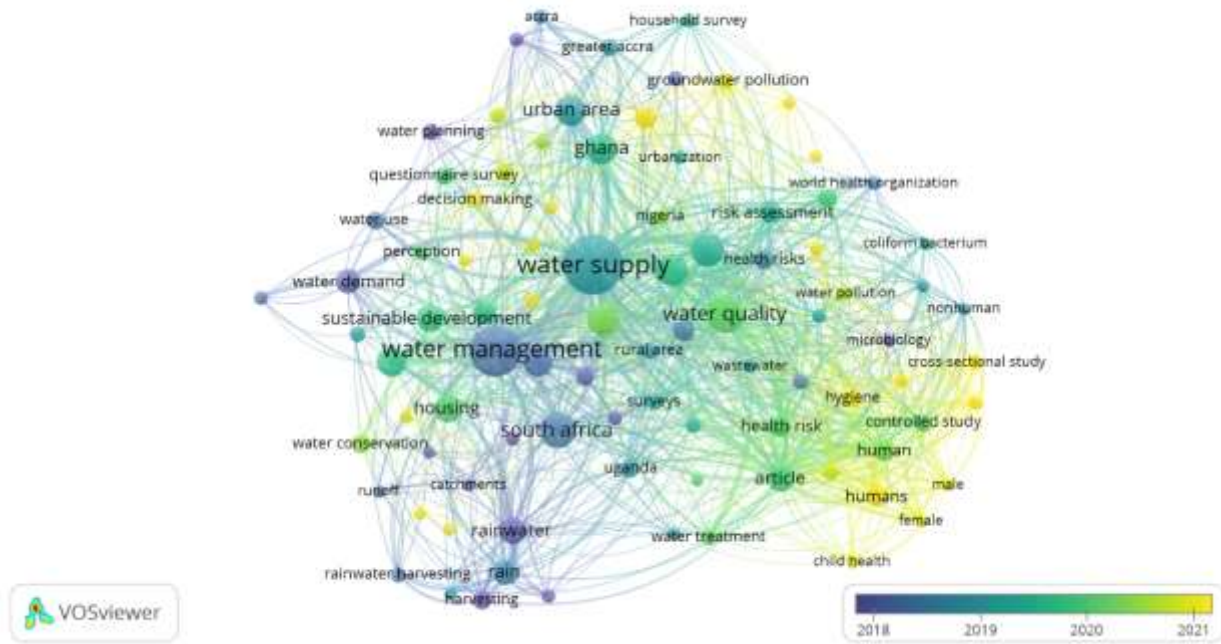 accra
household survey
greater accra
groundwater pollution
urban area
water planning
ghana
urbanization
questionnaire survey
world health organization
decision making
nigeria
risk assessment
water use
perception
coliform bacterium
water supply
health risks
water demand
water pollution
nonhuman
sustainable development
water quality
microbiology
water management
rural area
cross-sectional study
wastewater
hygiene
housing
surveys
south africa
health risk
controlled study
water conservation
human
uganda
runoff
catchments
article
male
humans
female
rainwater
water treatment
child health
rainwater harvesting
rain
harvesting
VOSviewer
2018 2019 2020 2021